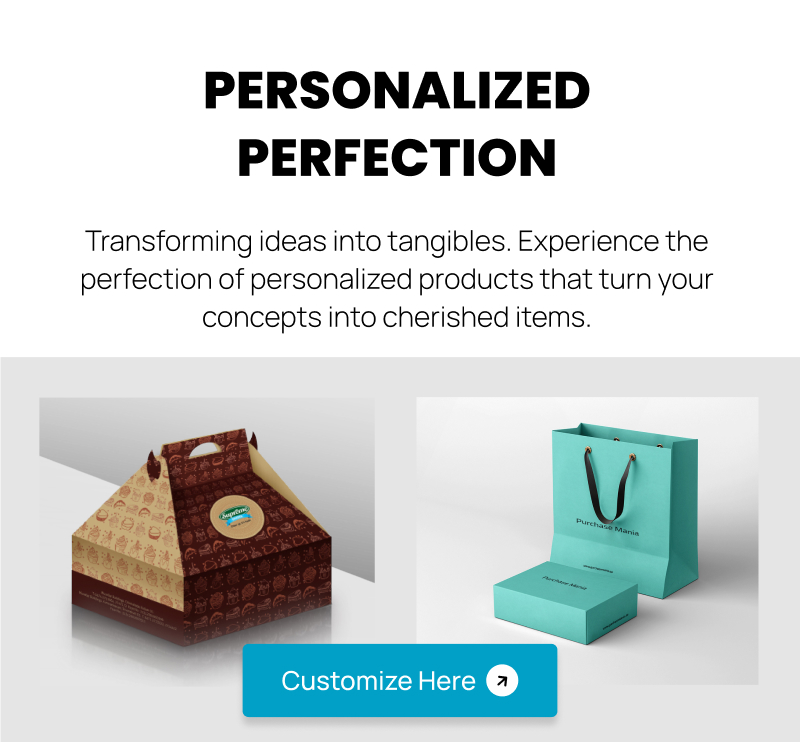 PERSONALIZED
PERFECTION
Transforming ideas into tangibles. Experience the
perfection of personalized products that turn your
concepts into cherished items.
Supreme
Purchase Mania
Purchase Mania
Customize Here